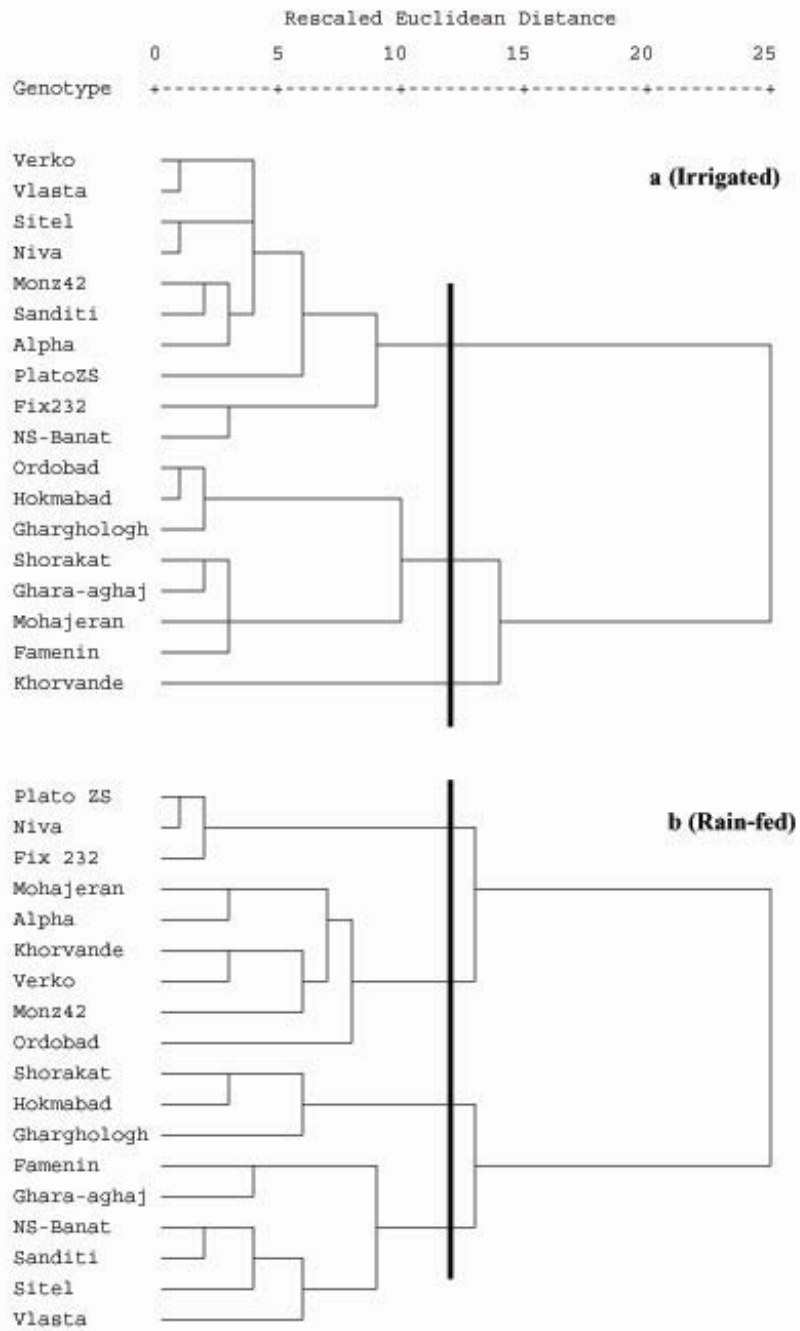 Rescaled Euclidean Distance
0 5 10 15 20 25
Genotype
a (Irrigated)
Verko
Vlasta
Sitel
Niva
Monz42
Sanditi
Alpha
PlatoZS
Fix232
NS-Banat
Ordobad
Hokmabad
Gharghologh
Shorakat
Ghara-aghaj
Mohajeran
Famenin
Khorvande
b (Rain-fed)
Plato ZS
Niva
Fix 232
Mohajeran
Alpha
Khorvande
Verko
Monz42
Ordobad
Shorakat
Hokmabad
Gharghologh
Famenin
Ghara-aghaj
NS-Banat
Sanditi
Sitel
Vlasta